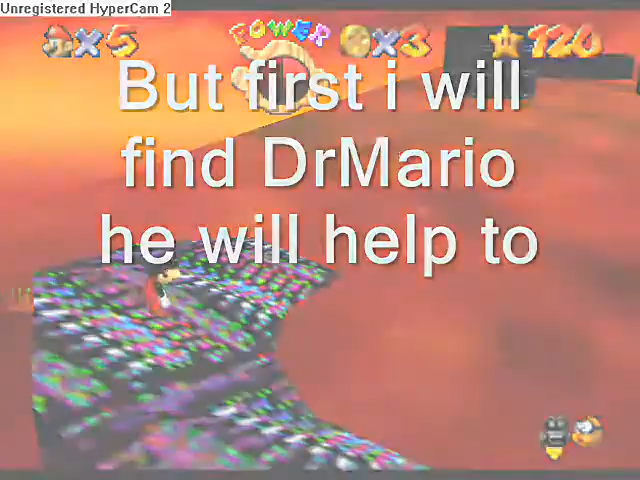 Unregistered HyperCam 2
×5 POWER ×3 120
But first i will
find DrMario
he will help to